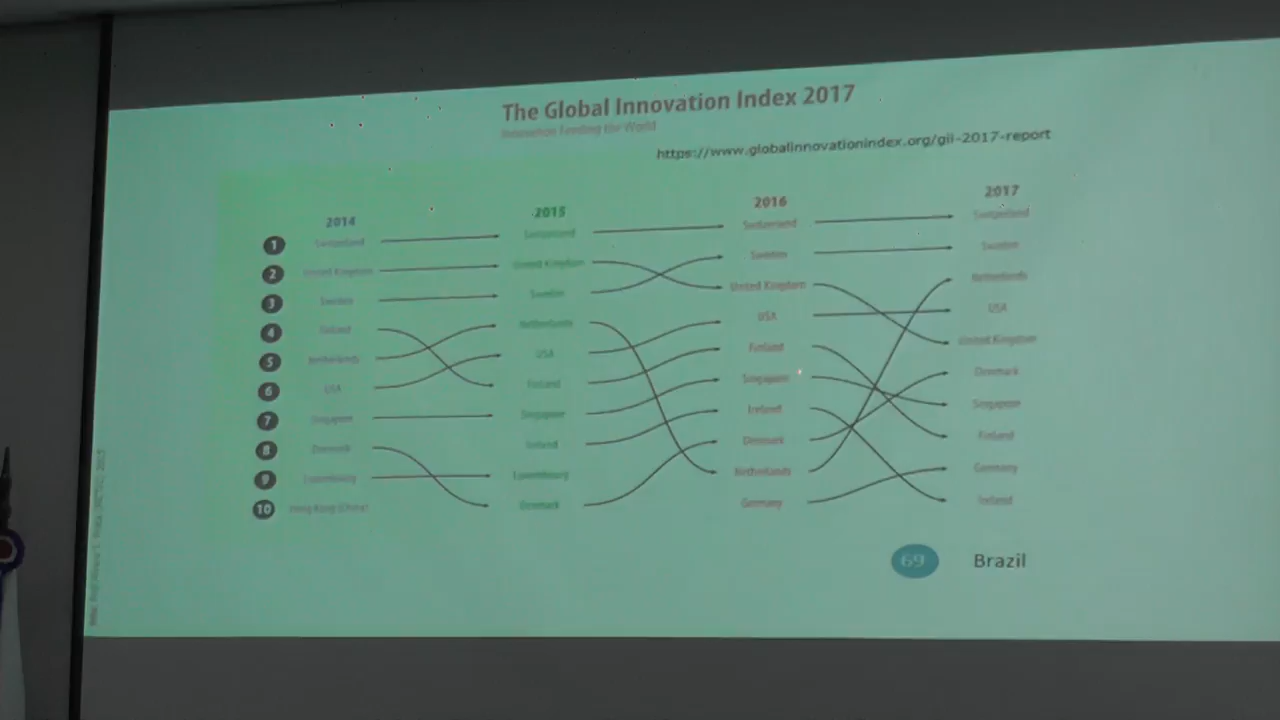 The Global Innovation Index 2017
Innovation Feeding the World
https://www.globalinnovationindex.org/gii-2017-report
2014 2015 2016 2017
1 Switzerland Switzerland Switzerland Switzerland
2 United Kingdom United Kingdom Sweden Sweden
3 Sweden Sweden United Kingdom Netherlands
4 Finland Netherlands USA USA
5 Netherlands USA Finland United Kingdom
6 USA Finland Singapore Denmark
7 Singapore Singapore Ireland Singapore
8 Denmark Ireland Denmark Finland
9 Luxembourg Luxembourg Netherlands Germany
10 Hong Kong (China) Denmark Germany Ireland
69 Brazil